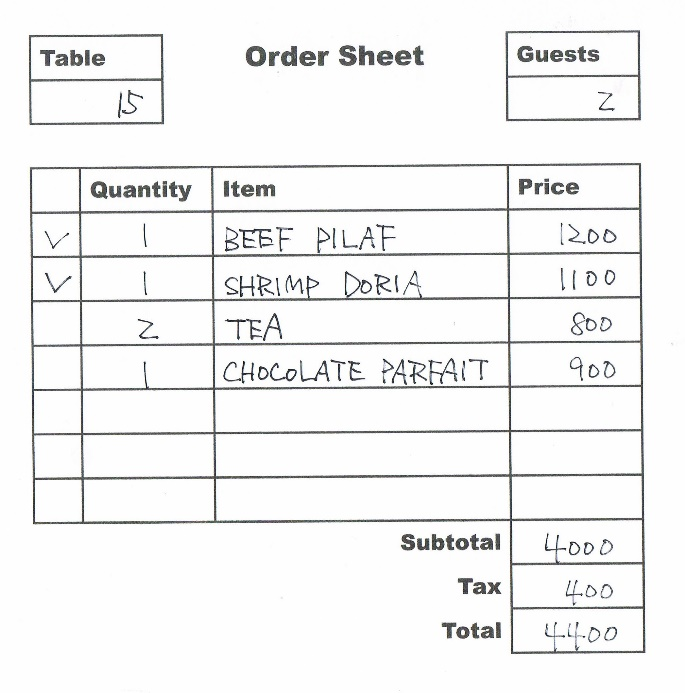 Table Order Sheet Guests
15 2
Quantity Item Price
✓ 1 BEEF PILAF 1200
✓ 1 SHRIMP DORIA 1100
2 TEA 800
1 CHOCOLATE PARFAIT 900
Subtotal 4000
Tax 400
Total 4400